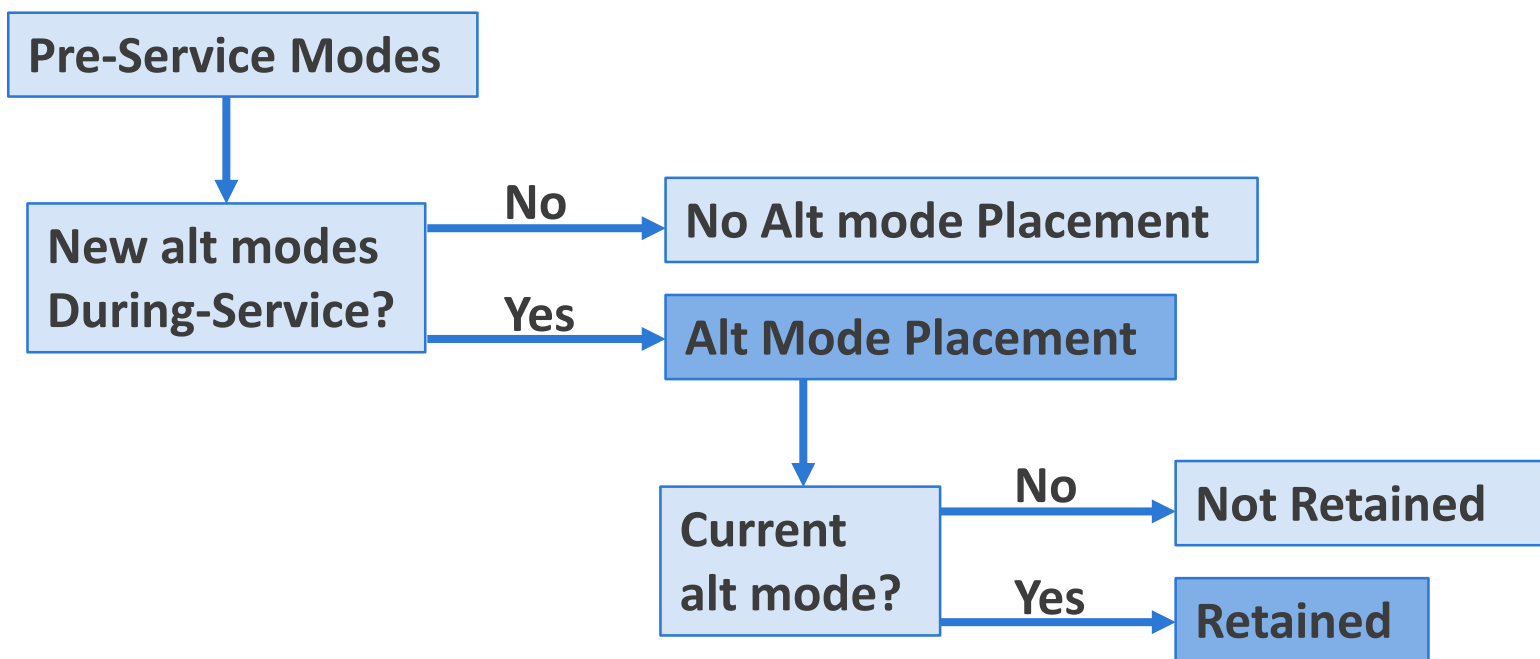 Pre-Service Modes
New alt modes
During-Service?
No
No Alt mode Placement
Yes
Alt Mode Placement
Current
alt mode?
No
Not Retained
Yes
Retained